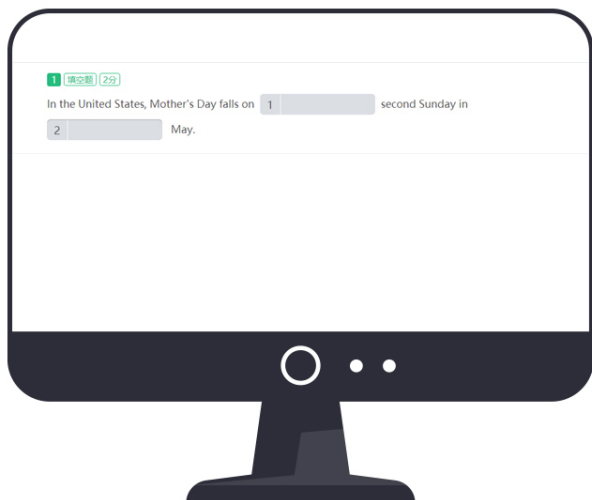 1 填空题 2分
In the United States, Mother's Day falls on 1 second Sunday in
2 May.